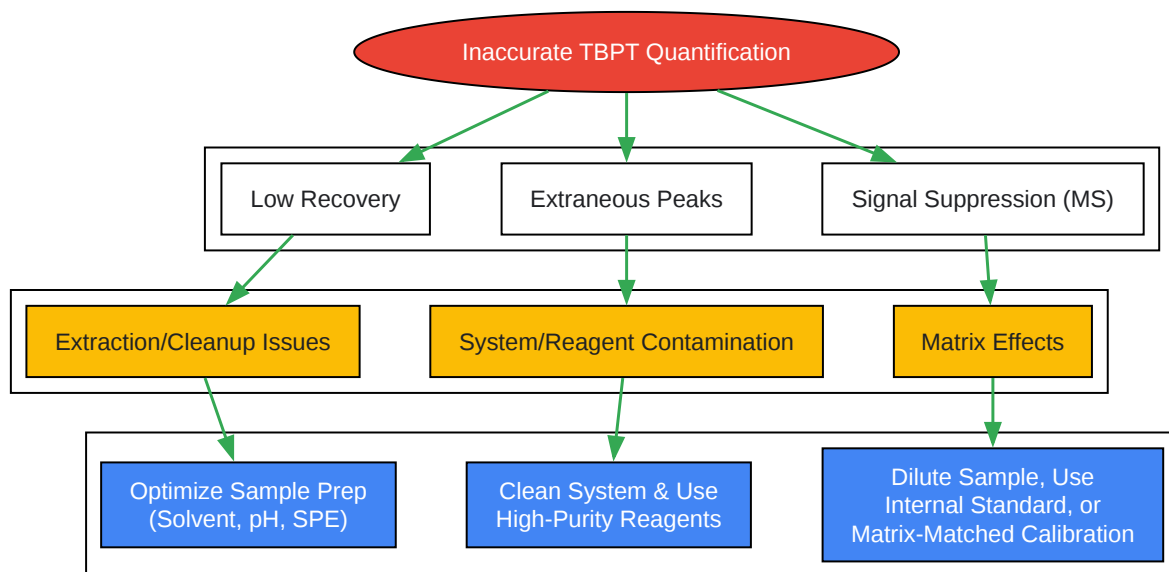 Inaccurate TBPT Quantification
Low Recovery
Extraneous Peaks
Signal Suppression (MS)
Extraction/Cleanup Issues
System/Reagent Contamination
Matrix Effects
Optimize Sample Prep
(Solvent, pH, SPE)
Clean System & Use
High-Purity Reagents
Dilute Sample, Use
Internal Standard, or
Matrix-Matched Calibration